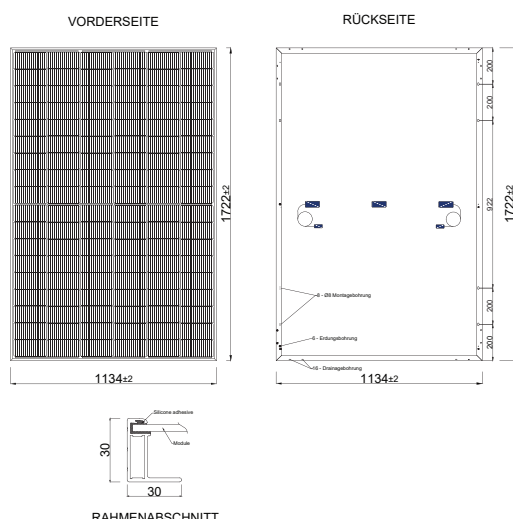 VORDERSEITE
RÜCKSEITE
1722±2
1134±2
200
200
922
200
200
1722±2
8 - Ø8 Montagebohrung
6 - Erdungsbohrung
16 - Drainagebohrung
1134±2
Silicone adhesive
Module
30
30
RAHMENABSCHNITT